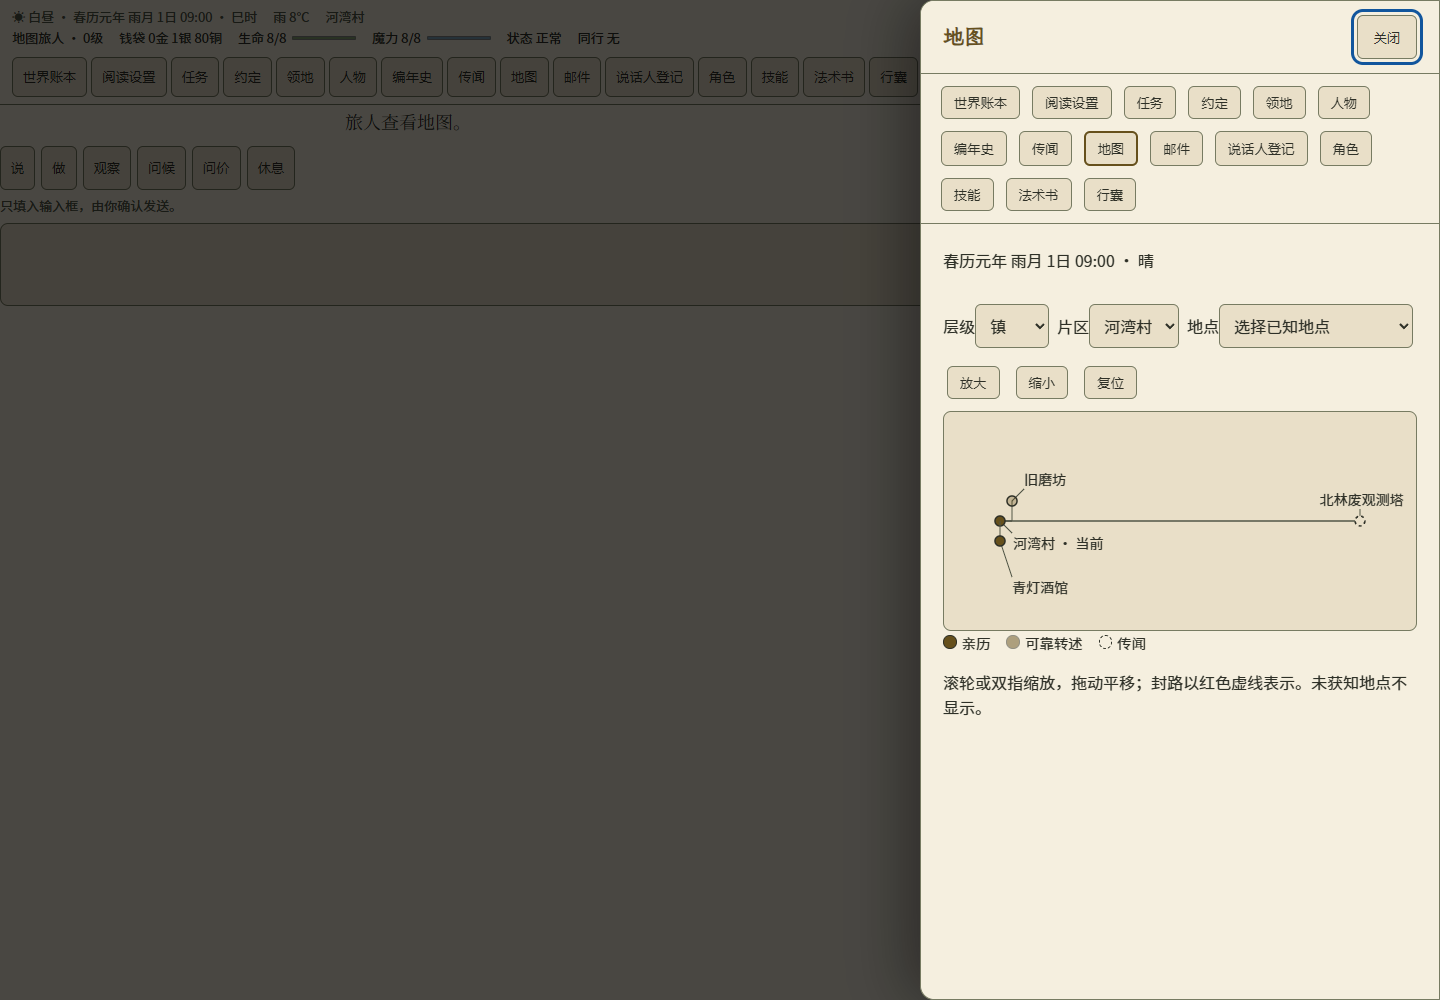 ☀ 白昼 · 春历元年 雨月 1日 09:00 · 巳时 雨 8°C 河湾村
地图旅人 · 0级 钱袋 0金 1银 80铜 生命 8/8 魔力 8/8 状态 正常 同行 无
世界账本 阅读设置 任务 约定 领地 人物 编年史 传闻 地图 邮件 说话人登记 角色 技能 法术书 行囊
旅人查看地图。
说 做 观察 问候 问价 休息
只填入输入框，由你确认发送。
地图 关闭
世界账本 阅读设置 任务 约定 领地 人物
编年史 传闻 地图 邮件 说话人登记 角色
技能 法术书 行囊
春历元年 雨月 1日 09:00 · 晴
层级 镇 片区 河湾村 地点 选择已知地点
放大 缩小 复位
旧磨坊
北林废观测塔
河湾村 · 当前
青灯酒馆
亲历 可靠转述 传闻
滚轮或双指缩放，拖动平移；封路以红色虚线表示。未获知地点不
显示。